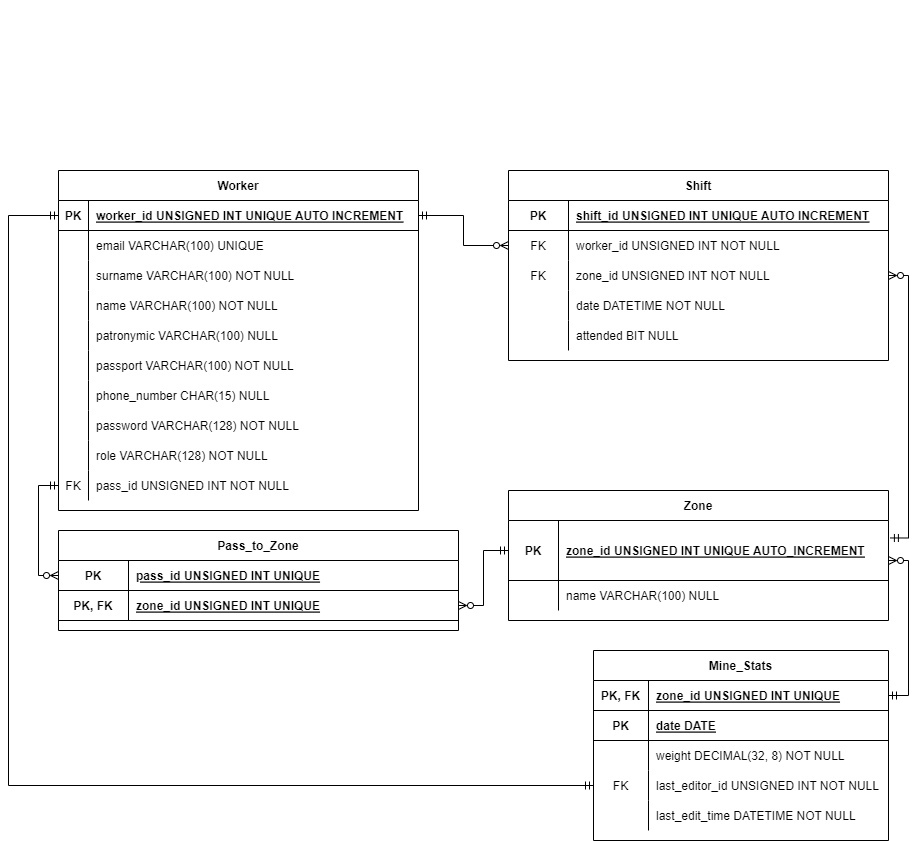 Worker
PK worker_id UNSIGNED INT UNIQUE AUTO INCREMENT
email VARCHAR(100) UNIQUE
surname VARCHAR(100) NOT NULL
name VARCHAR(100) NOT NULL
patronymic VARCHAR(100) NULL
passport VARCHAR(100) NOT NULL
phone_number CHAR(15) NULL
password VARCHAR(128) NOT NULL
role VARCHAR(128) NOT NULL
FK pass_id UNSIGNED INT NOT NULL
Shift
PK shift_id UNSIGNED INT UNIQUE AUTO INCREMENT
FK worker_id UNSIGNED INT NOT NULL
FK zone_id UNSIGNED INT NOT NULL
date DATETIME NOT NULL
attended BIT NULL
Pass_to_Zone
PK pass_id UNSIGNED INT UNIQUE
PK, FK zone_id UNSIGNED INT UNIQUE
Zone
PK zone_id UNSIGNED INT UNIQUE AUTO_INCREMENT
name VARCHAR(100) NULL
Mine_Stats
PK, FK zone_id UNSIGNED INT UNIQUE
PK date DATE
weight DECIMAL(32, 8) NOT NULL
FK last_editor_id UNSIGNED INT NOT NULL
last_edit_time DATETIME NOT NULL